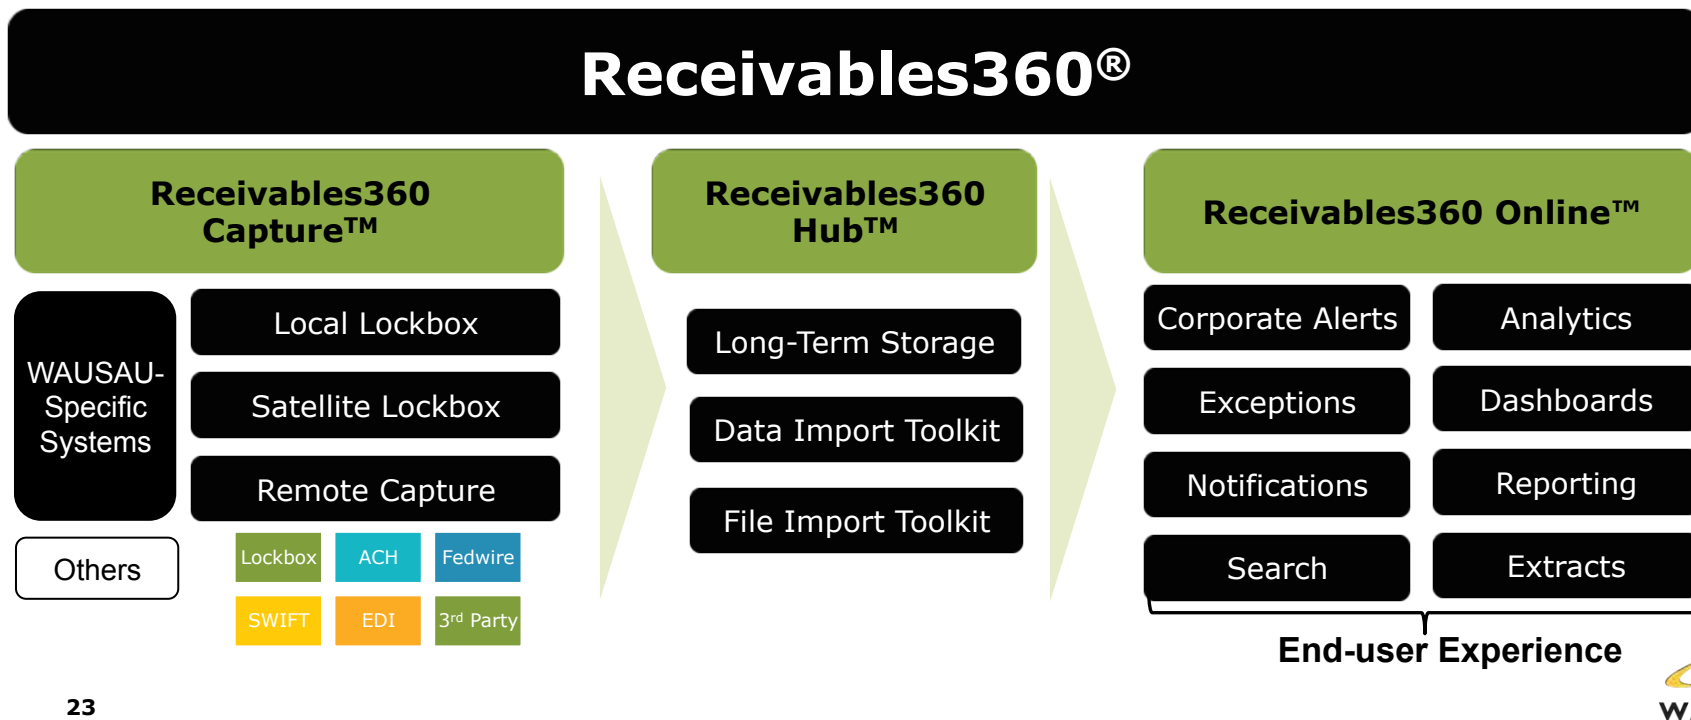 Receivables360®
Receivables360
Capture™
Receivables360
Hub™
Receivables360 Online™
WAUSAU-
Specific
Systems
Local Lockbox
Satellite Lockbox
Remote Capture
Others
Lockbox
ACH
Fedwire
SWIFT
EDI
3rd Party
Long-Term Storage
Data Import Toolkit
File Import Toolkit
Corporate Alerts
Analytics
Exceptions
Dashboards
Notifications
Reporting
Search
Extracts
End-user Experience
23